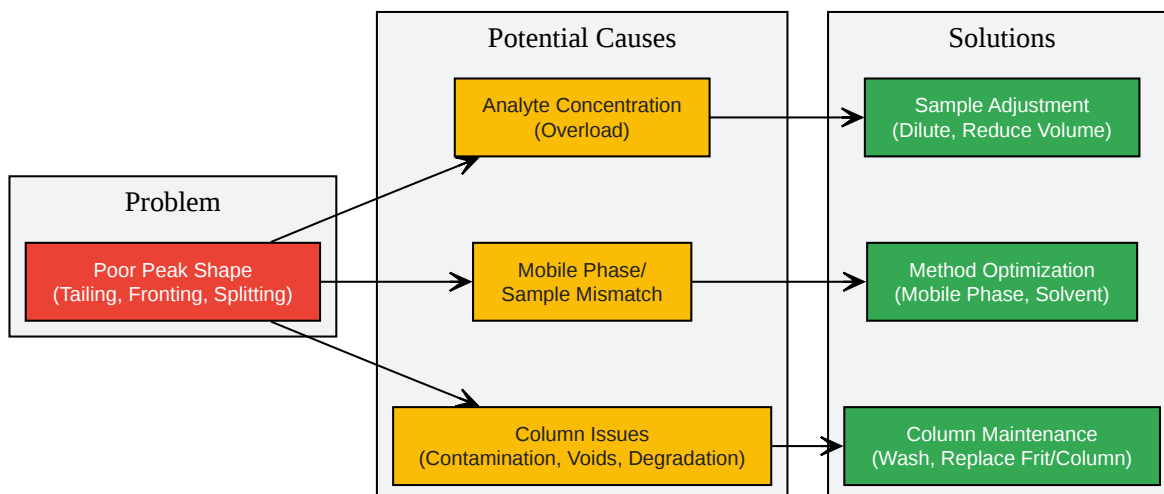 Problem
Poor Peak Shape
(Tailing, Fronting, Splitting)
Potential Causes
Analyte Concentration
(Overload)
Mobile Phase/
Sample Mismatch
Column Issues
(Contamination, Voids, Degradation)
Solutions
Sample Adjustment
(Dilute, Reduce Volume)
Method Optimization
(Mobile Phase, Solvent)
Column Maintenance
(Wash, Replace Frit/Column)